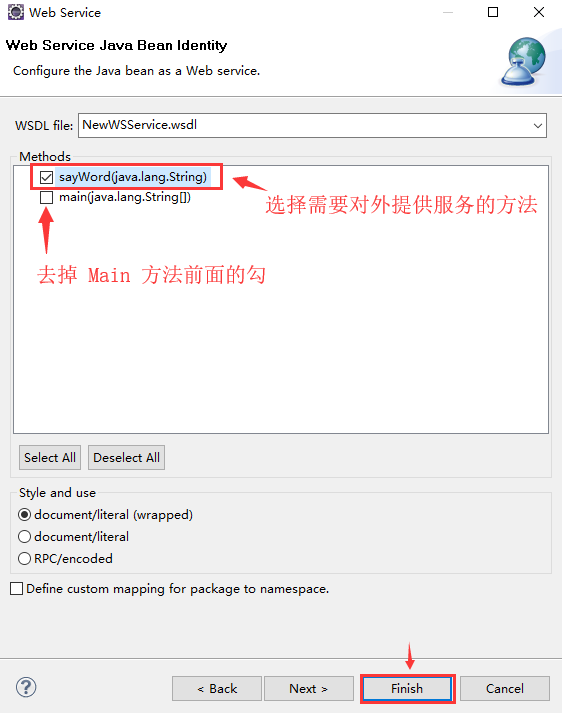 Web Service
Web Service Java Bean Identity
Configure the Java bean as a Web service.
WSDL file: NewWSService.wsdl
Methods
sayWord(java.lang.String)
main(java.lang.String[])
选择需要对外提供服务的方法
去掉 Main 方法前面的勾
Select All Deselect All
Style and use
document/literal (wrapped)
document/literal
RPC/encoded
Define custom mapping for package to namespace.
? < Back Next > Finish Cancel